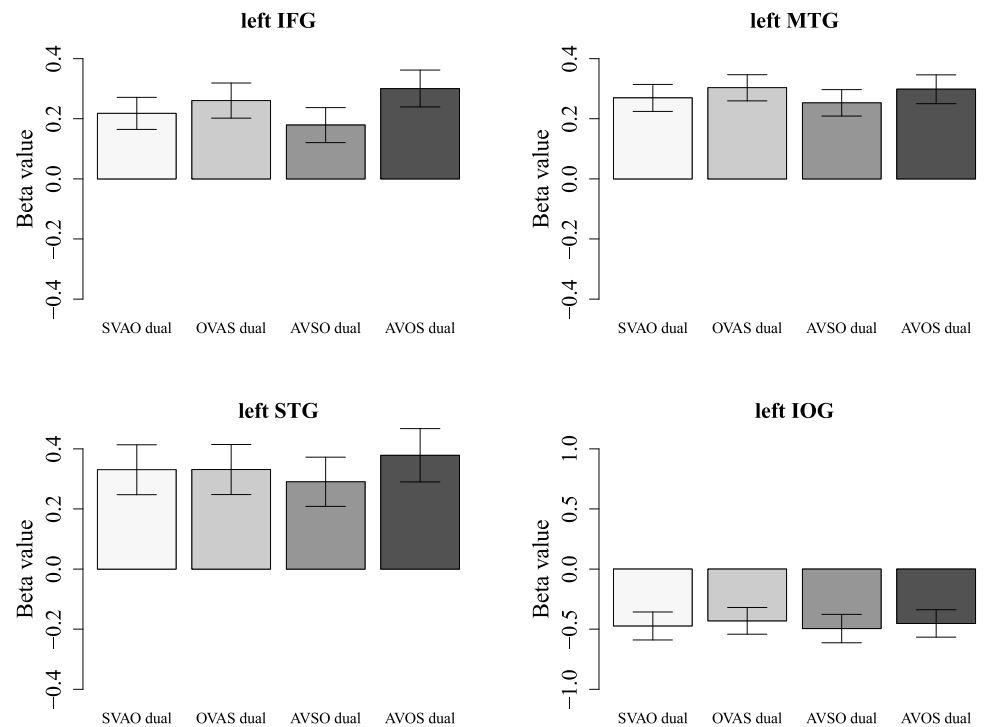 left IFG
Beta value
0.4
0.2
0.0
−0.2
−0.4
SVAO dual OVAS dual AVSO dual AVOS dual
left MTG
Beta value
0.4
0.2
0.0
−0.2
−0.4
SVAO dual OVAS dual AVSO dual AVOS dual
left STG
Beta value
0.4
0.2
0.0
−0.2
−0.4
SVAO dual OVAS dual AVSO dual AVOS dual
left IOG
Beta value
1.0
0.5
0.0
−0.5
−1.0
SVAO dual OVAS dual AVSO dual AVOS dual